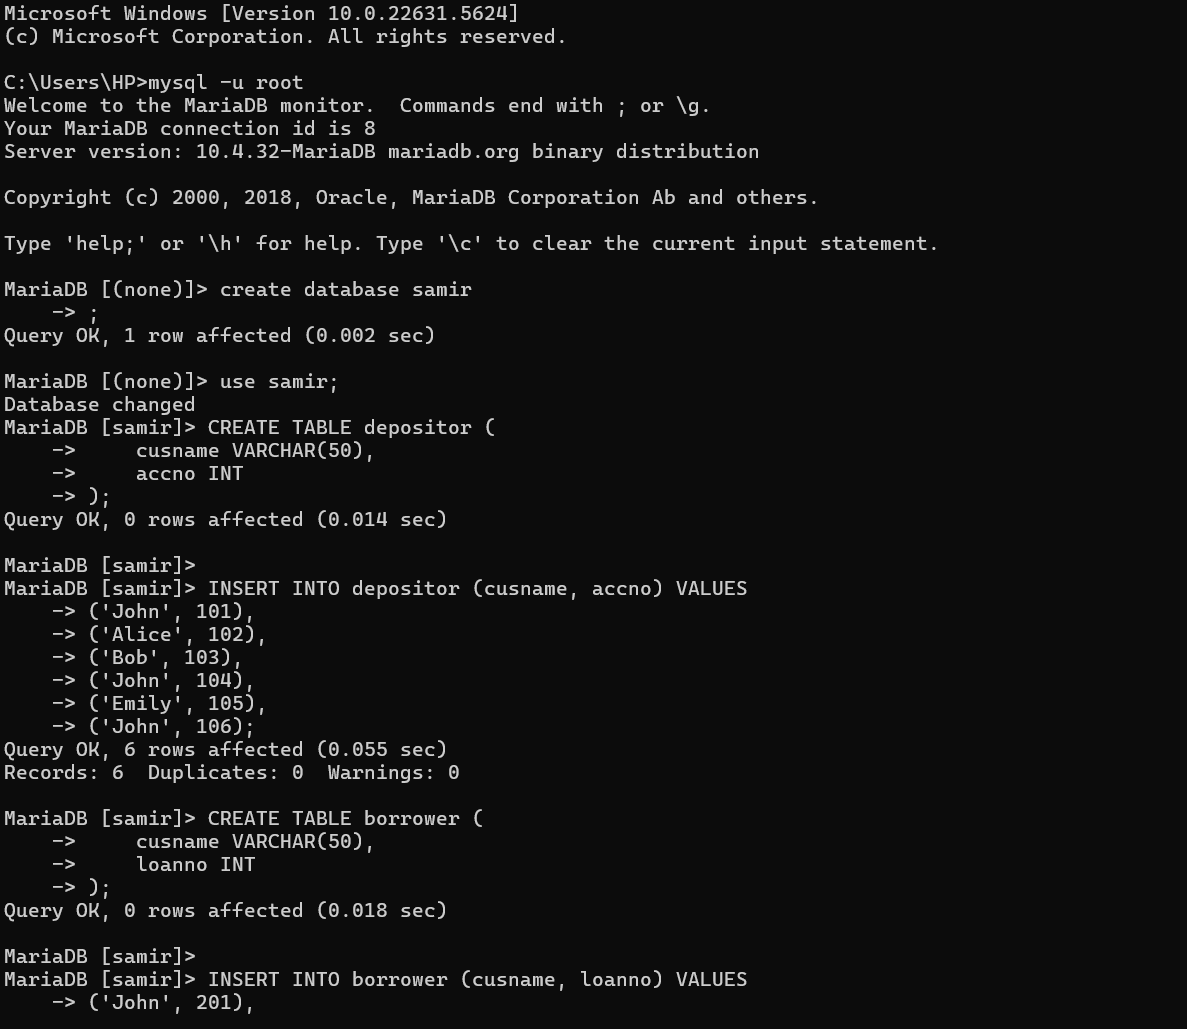 Microsoft Windows [Version 10.0.22631.5624]
(c) Microsoft Corporation. All rights reserved.
C:\Users\HP>mysql -u root
Welcome to the MariaDB monitor.  Commands end with ; or \g.
Your MariaDB connection id is 8
Server version: 10.4.32-MariaDB mariadb.org binary distribution
Copyright (c) 2000, 2018, Oracle, MariaDB Corporation Ab and others.
Type 'help;' or '\h' for help. Type '\c' to clear the current input statement.
MariaDB [(none)]> create database samir
    -> ;
Query OK, 1 row affected (0.002 sec)
MariaDB [(none)]> use samir;
Database changed
MariaDB [samir]> CREATE TABLE depositor (
    ->     cusname VARCHAR(50),
    ->     accno INT
    -> );
Query OK, 0 rows affected (0.014 sec)
MariaDB [samir]>
MariaDB [samir]> INSERT INTO depositor (cusname, accno) VALUES
    -> ('John', 101),
    -> ('Alice', 102),
    -> ('Bob', 103),
    -> ('John', 104),
    -> ('Emily', 105),
    -> ('John', 106);
Query OK, 6 rows affected (0.055 sec)
Records: 6  Duplicates: 0  Warnings: 0
MariaDB [samir]> CREATE TABLE borrower (
    ->     cusname VARCHAR(50),
    ->     loanno INT
    -> );
Query OK, 0 rows affected (0.018 sec)
MariaDB [samir]>
MariaDB [samir]> INSERT INTO borrower (cusname, loanno) VALUES
    -> ('John', 201),